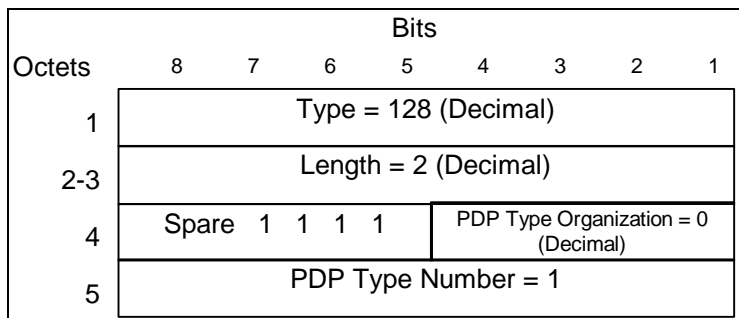 Bits
Octets 8 7 6 5 4 3 2 1
1 Type = 128 (Decimal)
2-3 Length = 2 (Decimal)
4 Spare 1 1 1 1 PDP Type Organization = 0
(Decimal)
5 PDP Type Number = 1